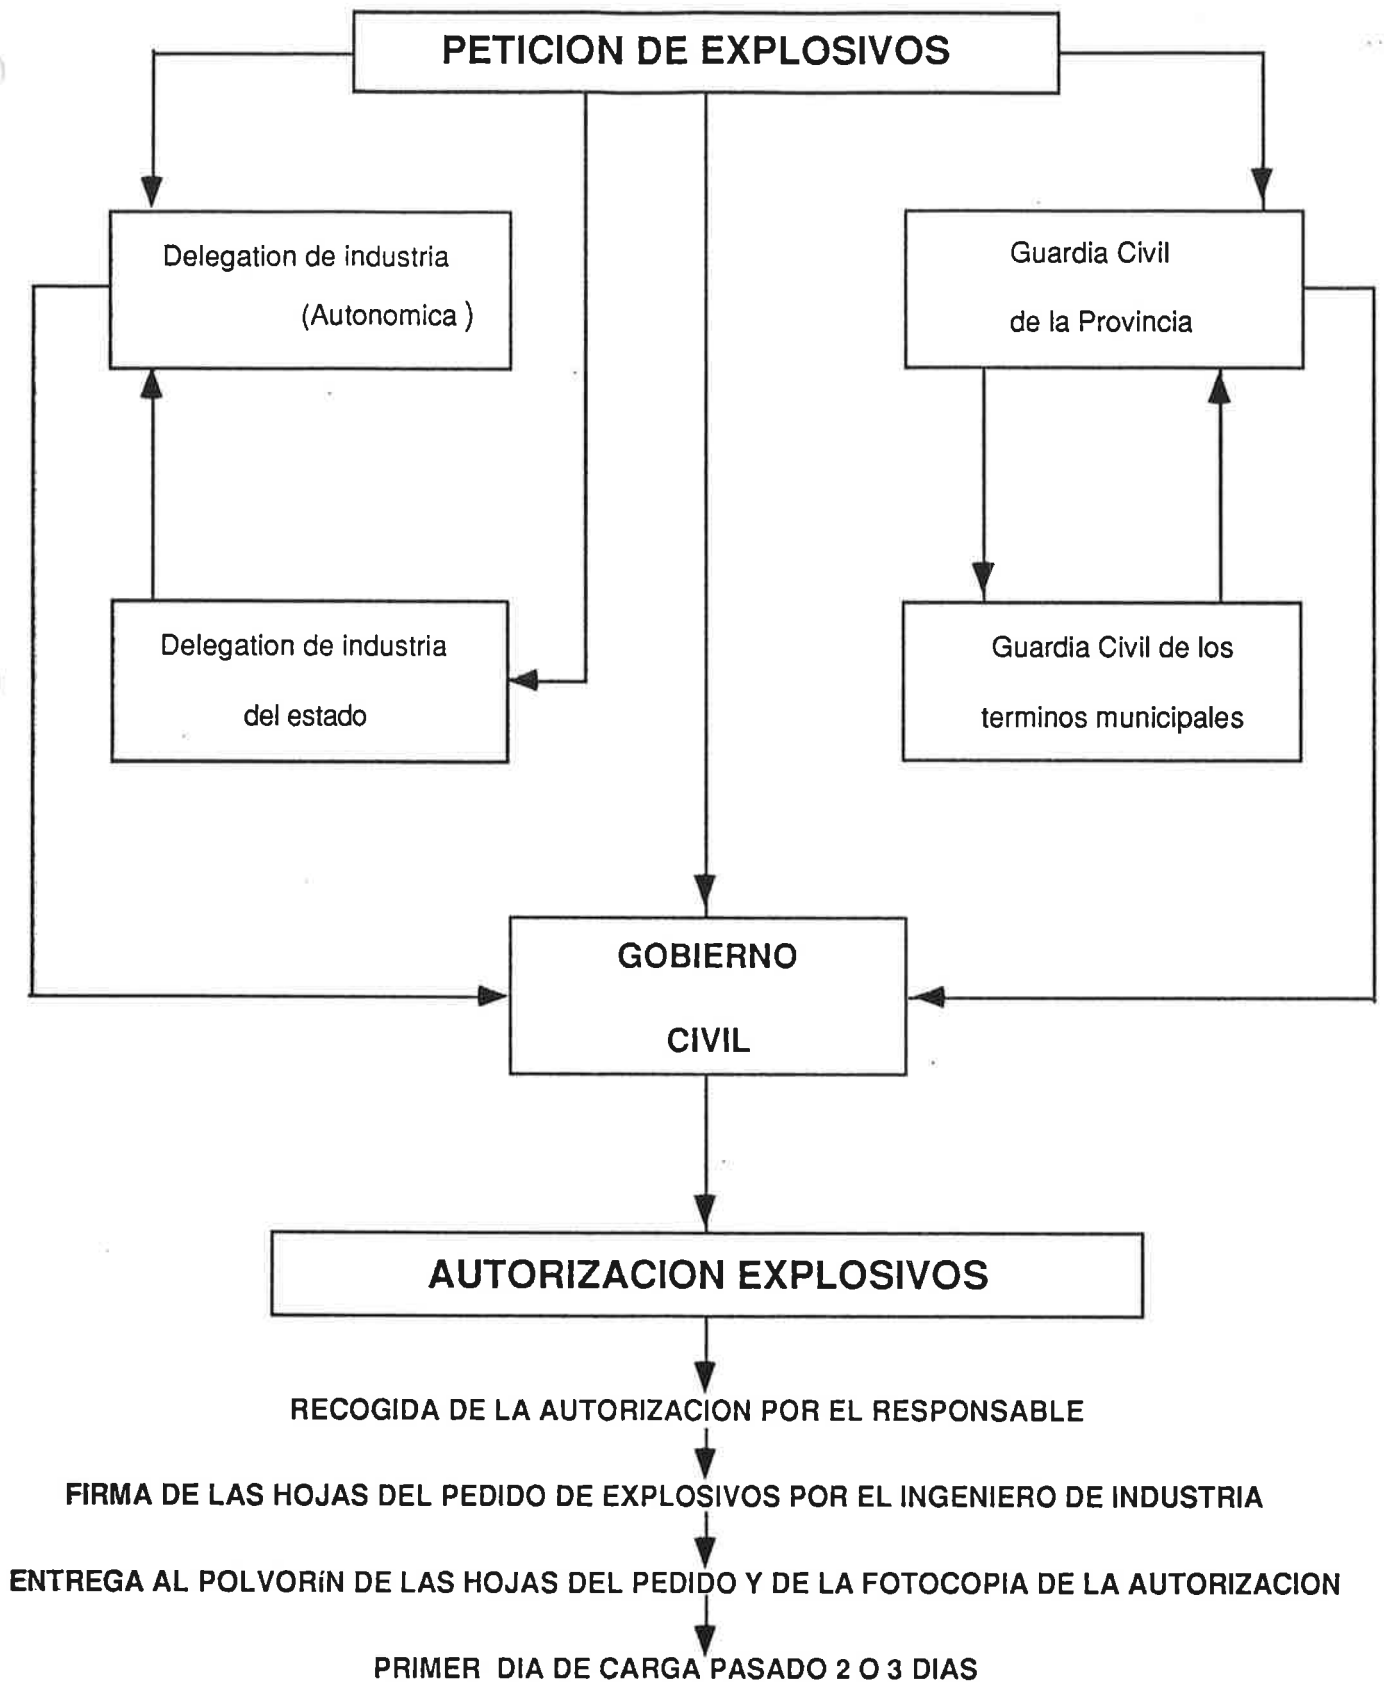 PETICION DE EXPLOSIVOS
Delegation de industria
(Autonomica )
Guardia Civil
de la Provincia
Delegation de industria
del estado
Guardia Civil de los
terminos municipales
GOBIERNO
CIVIL
AUTORIZACION EXPLOSIVOS
RECOGIDA DE LA AUTORIZACION POR EL RESPONSABLE
FIRMA DE LAS HOJAS DEL PEDIDO DE EXPLOSIVOS POR EL INGENIERO DE INDUSTRIA
ENTREGA AL POLVORíN DE LAS HOJAS DEL PEDIDO Y DE LA FOTOCOPIA DE LA AUTORIZACION
PRIMER DIA DE CARGA PASADO 2 O 3 DIAS